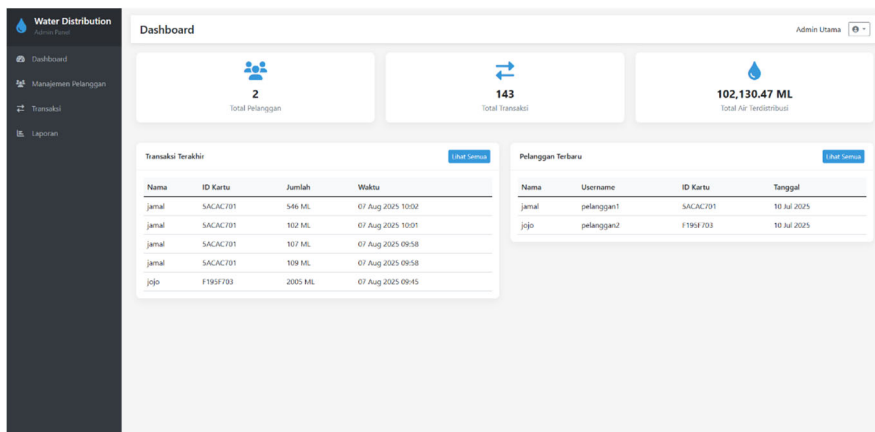 Water Distribution
Admin Panel
Dashboard
Manajemen Pelanggan
Transaksi
Laporan
Dashboard
Admin Utama
2
Total Pelanggan
143
Total Transaksi
102,130.47 ML
Total Air Terdistribusi
Transaksi Terakhir
Lihat Semua
Nama ID Kartu Jumlah Waktu
jamal 5ACAC701 546 ML 07 Aug 2025 10:02
jamal 5ACAC701 102 ML 07 Aug 2025 10:01
jamal 5ACAC701 107 ML 07 Aug 2025 09:58
jamal 5ACAC701 109 ML 07 Aug 2025 09:58
jojo F195F703 2005 ML 07 Aug 2025 09:45
Pelanggan Terbaru
Lihat Semua
Nama Username ID Kartu Tanggal
jamal pelanggan1 5ACAC701 10 Jul 2025
jojo pelanggan2 F195F703 10 Jul 2025